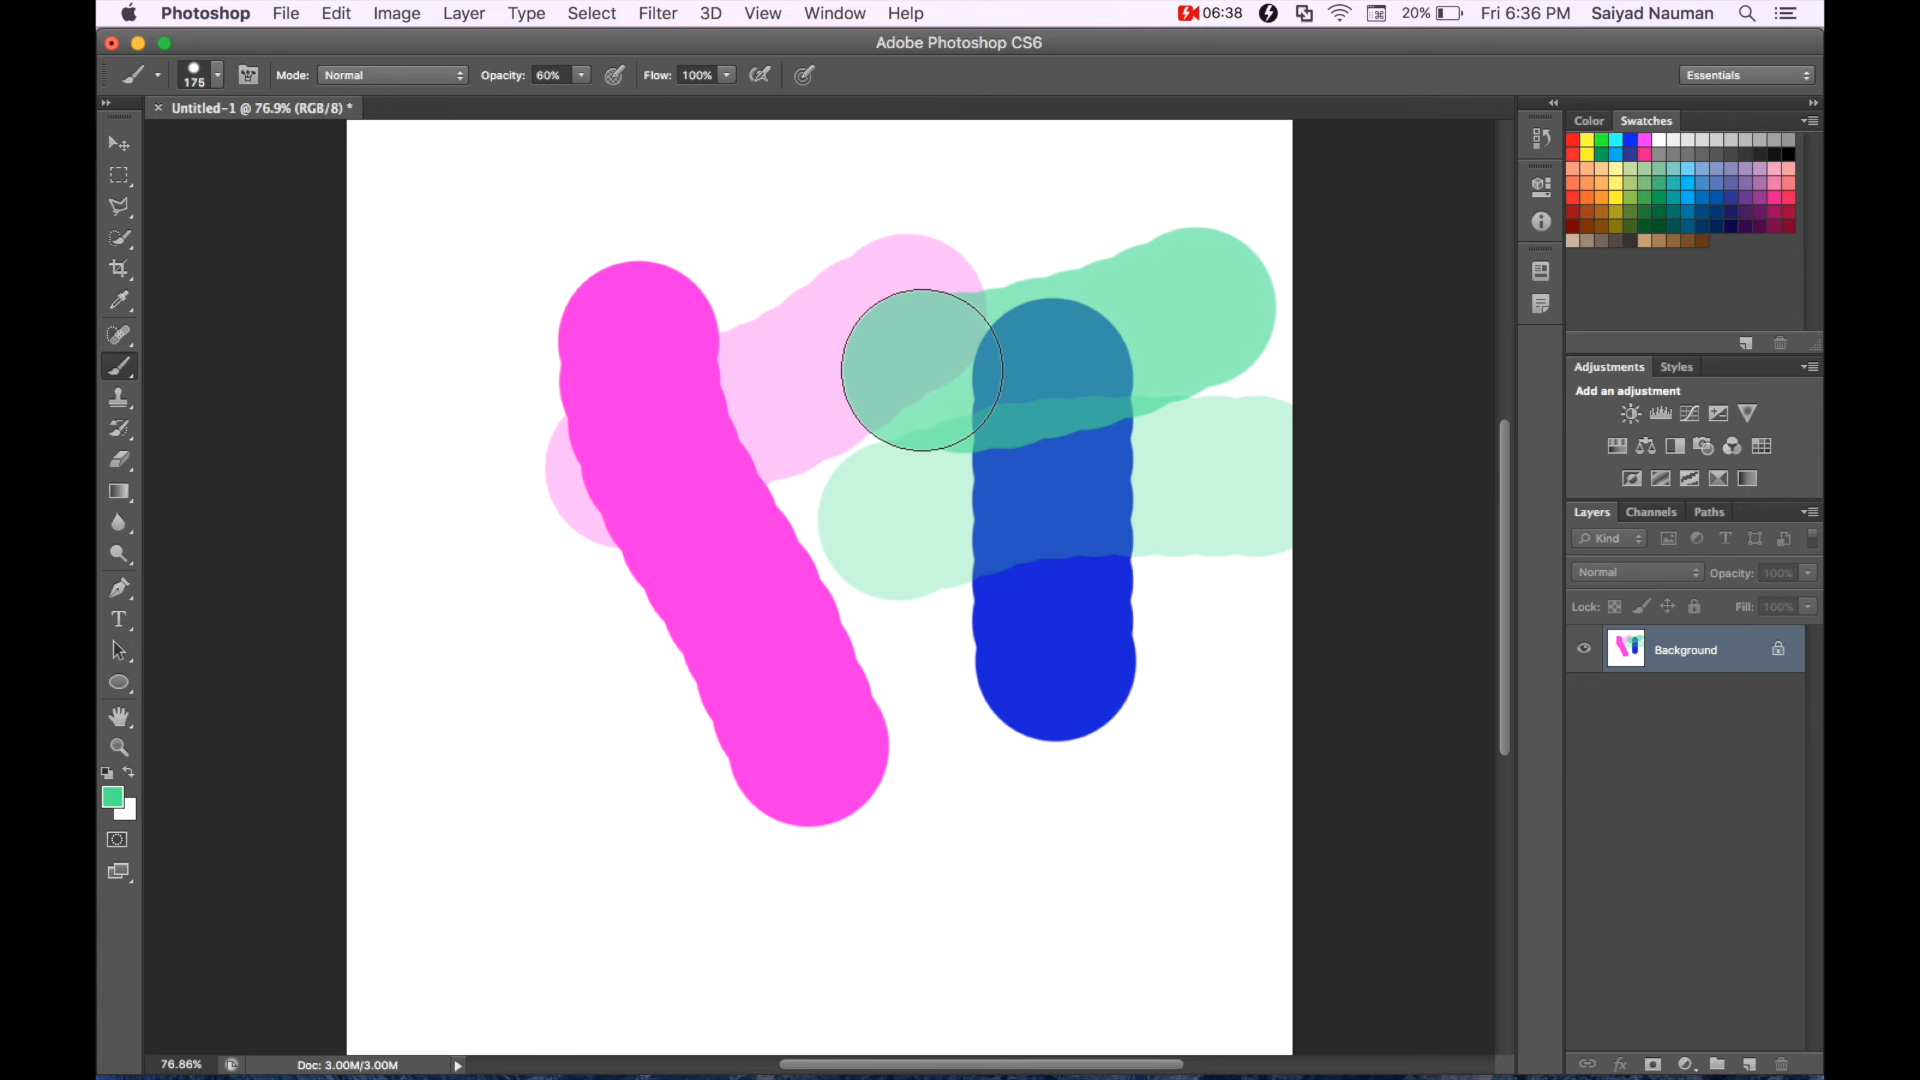 Photoshop File Edit Image Layer Type Select Filter 3D View Window Help 06:38 20% Fri 6:36 PM Saiyad Nauman
Adobe Photoshop CS6
175 Mode: Normal Opacity: 60% Flow: 100% Essentials
× Untitled-1 @ 76.9% (RGB/8) *
Color Swatches
Adjustments Styles
Add an adjustment
Layers Channels Paths
Kind T
Normal Opacity: 100%
Lock: Fill: 100%
Background
T
76.86% Doc: 3.00M/3.00M
fx